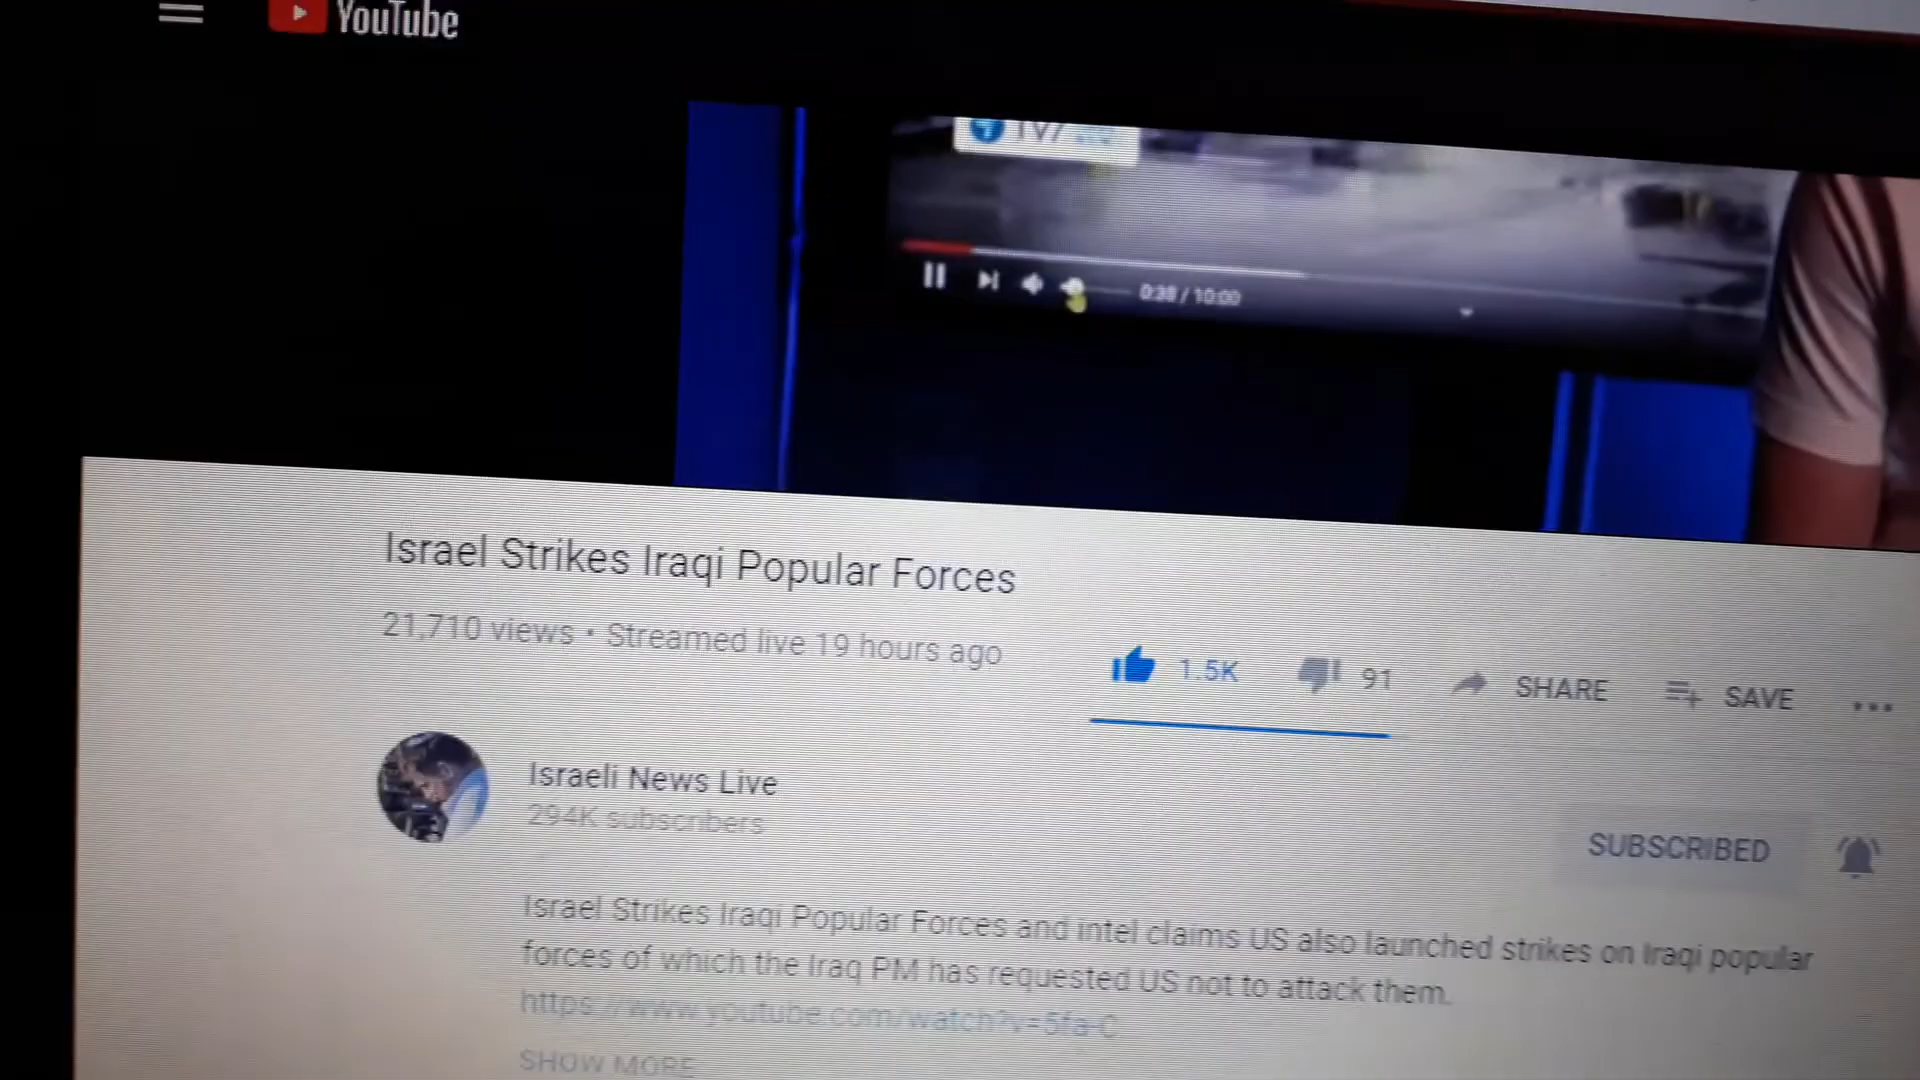 YouTube
TV7
0:38 / 10:00
Israel Strikes Iraqi Popular Forces
21,710 views • Streamed live 19 hours ago
1.5K 91 SHARE SAVE
Israeli News Live
294K subscribers
SUBSCRIBED
Israel Strikes Iraqi Popular Forces and intel claims US also launched strikes on Iraqi popular
forces of which the Iraq PM has requested US not to attack them.
https://www.youtube.com/watch?v=5fa-C
SHOW MORE